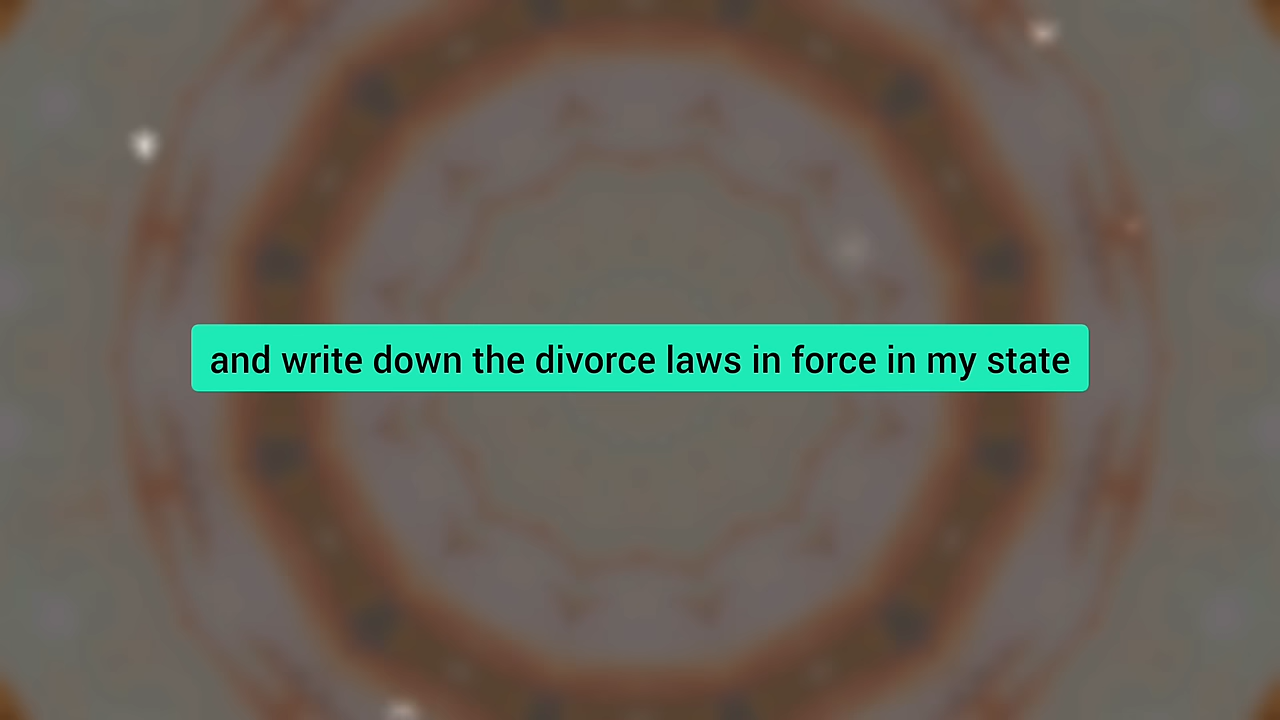 and write down the divorce laws in force in my state